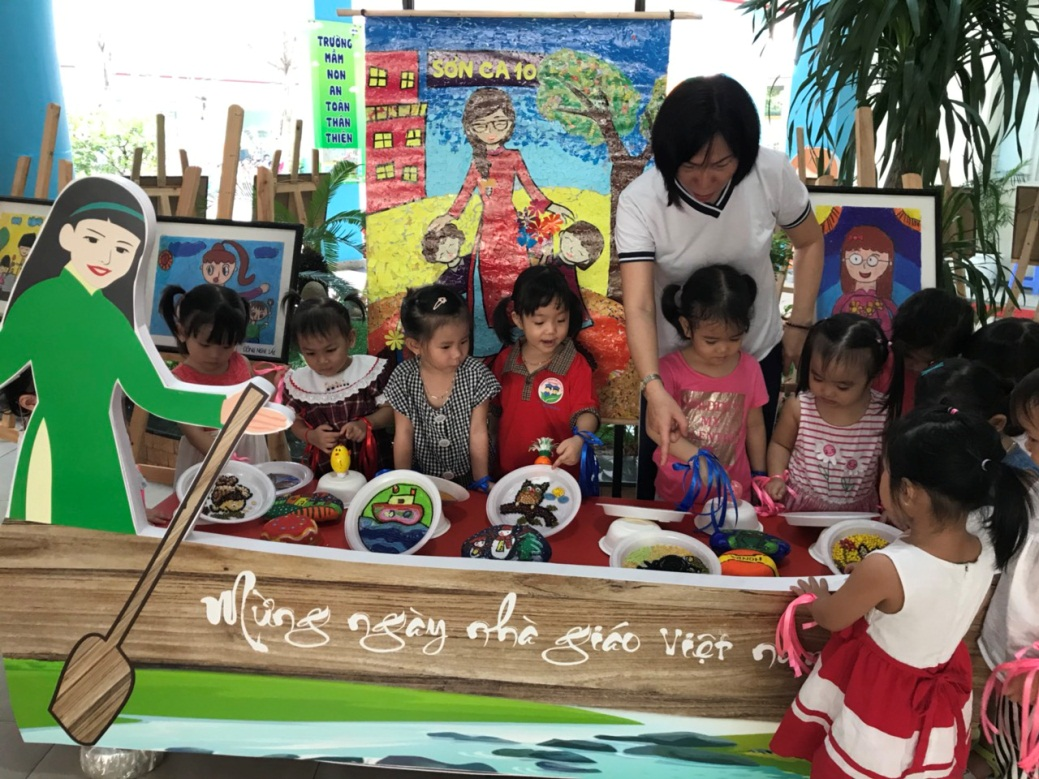 TRƯỜNG
MẦM
NON
AN
TOÀN
THÂN
THIỆN
SƠN CA 10
Mừng ngày nhà giáo Việt n